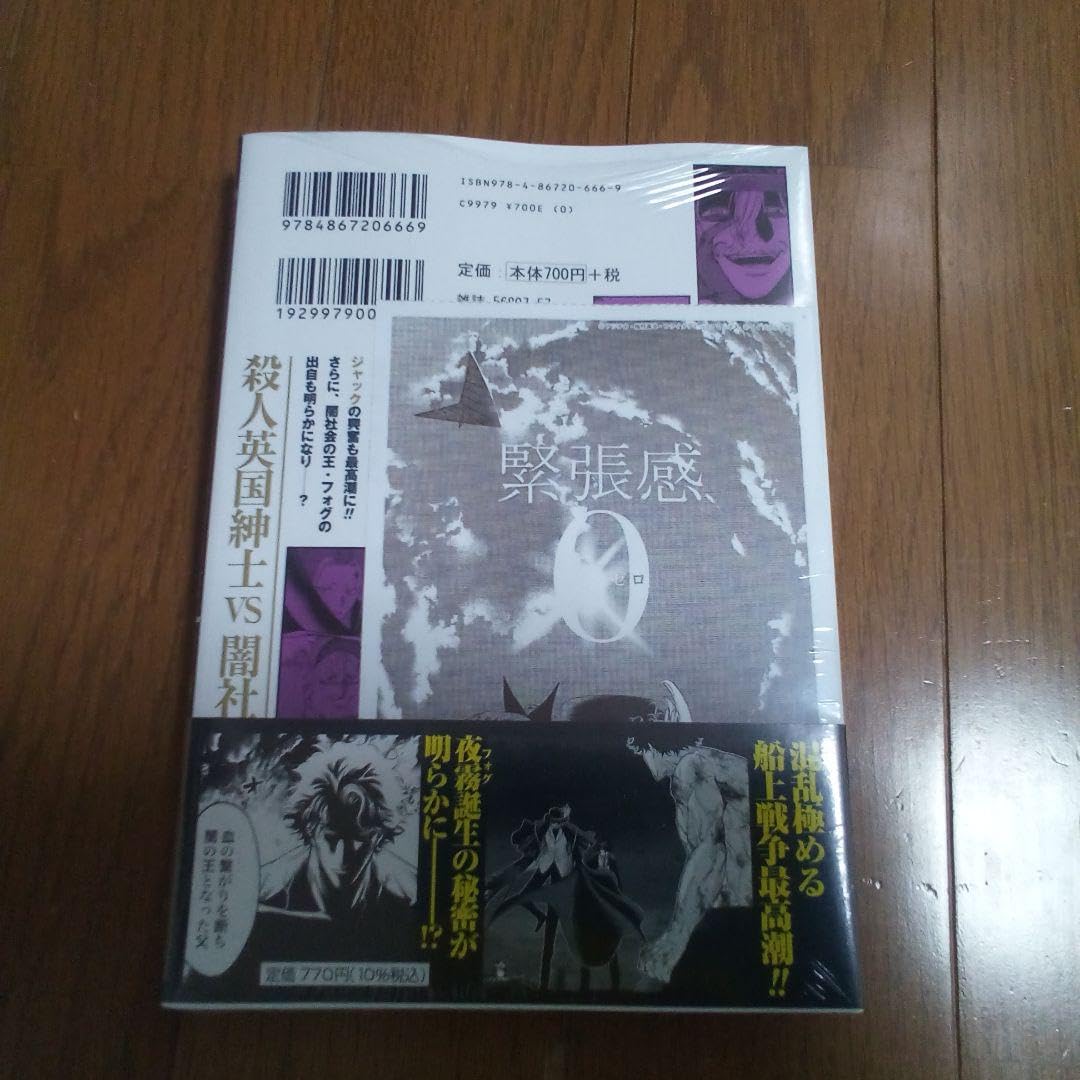 ISBN978-4-86720-666-9
C9979 ¥700E (0)
9784867206669
定価：本体700円+税
192997900
ジャックの興奮も最高潮に!!
さらに、闇社会の王・フォグの
出自も明らかになり――?
殺人英国紳士VS闇社
緊張感、
0
ゼロ
混乱極める
船上戦争最高潮!!
フォグ
夜霧誕生の秘密が
明らかに――!?
血の繋がりを断ち
闇の王となった父
定価 770円(10%税込)